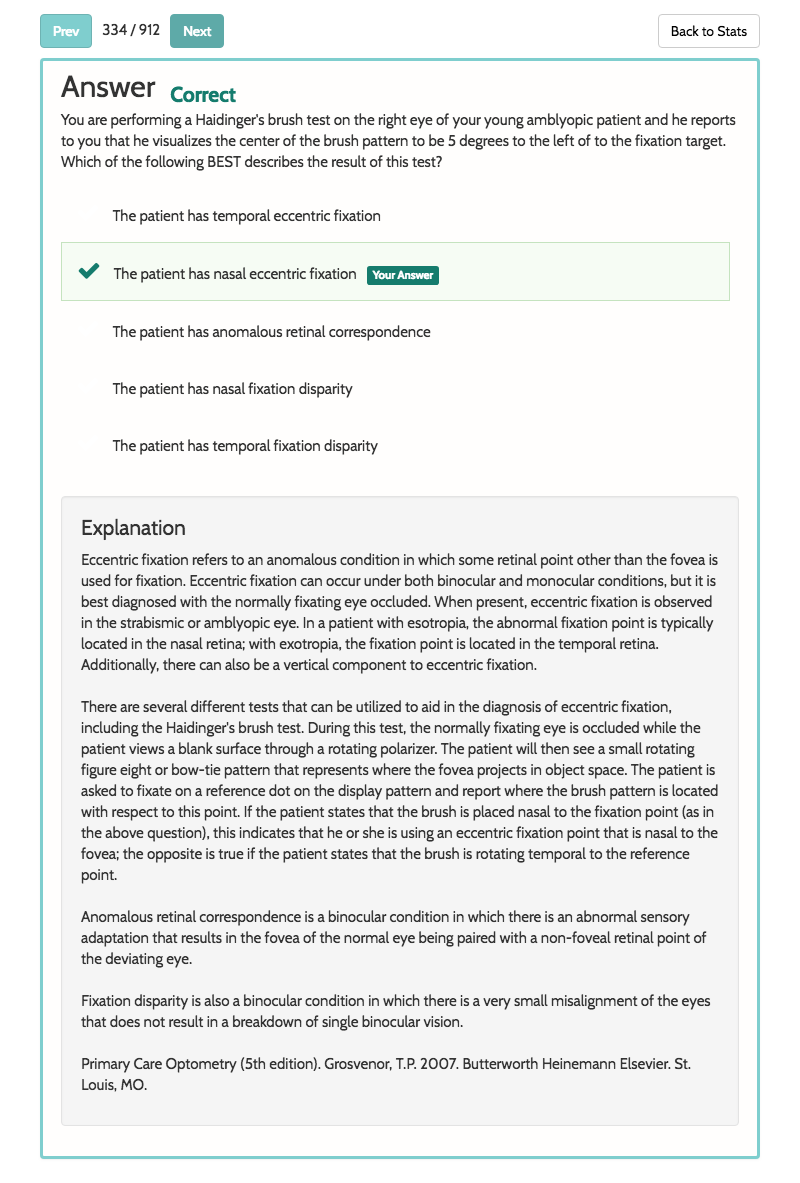 Prev 334 / 912 Next Back to Stats
Answer Correct
You are performing a Haidinger's brush test on the right eye of your young amblyopic patient and he reports
to you that he visualizes the center of the brush pattern to be 5 degrees to the left of to the fixation target.
Which of the following BEST describes the result of this test?
The patient has temporal eccentric fixation
The patient has nasal eccentric fixation Your Answer
The patient has anomalous retinal correspondence
The patient has nasal fixation disparity
The patient has temporal fixation disparity
Explanation
Eccentric fixation refers to an anomalous condition in which some retinal point other than the fovea is
used for fixation. Eccentric fixation can occur under both binocular and monocular conditions, but it is
best diagnosed with the normally fixating eye occluded. When present, eccentric fixation is observed
in the strabismic or amblyopic eye. In a patient with esotropia, the abnormal fixation point is typically
located in the nasal retina; with exotropia, the fixation point is located in the temporal retina.
Additionally, there can also be a vertical component to eccentric fixation.
There are several different tests that can be utilized to aid in the diagnosis of eccentric fixation,
including the Haidinger's brush test. During this test, the normally fixating eye is occluded while the
patient views a blank surface through a rotating polarizer. The patient will then see a small rotating
figure eight or bow-tie pattern that represents where the fovea projects in object space. The patient is
asked to fixate on a reference dot on the display pattern and report where the brush pattern is located
with respect to this point. If the patient states that the brush is placed nasal to the fixation point (as in
the above question), this indicates that he or she is using an eccentric fixation point that is nasal to the
fovea; the opposite is true if the patient states that the brush is rotating temporal to the reference
point.
Anomalous retinal correspondence is a binocular condition in which there is an abnormal sensory
adaptation that results in the fovea of the normal eye being paired with a non-foveal retinal point of
the deviating eye.
Fixation disparity is also a binocular condition in which there is a very small misalignment of the eyes
that does not result in a breakdown of single binocular vision.
Primary Care Optometry (5th edition). Grosvenor, T.P. 2007. Butterworth Heinemann Elsevier. St.
Louis, MO.